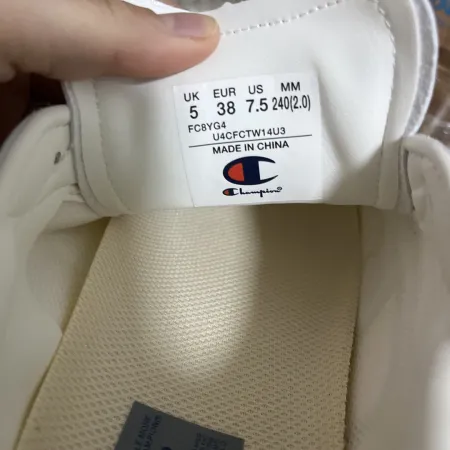 UK EUR US MM
5 38 7.5 240(2.0)
FC8YG4
U4CFCTW14U3
MADE IN CHINA
Champion